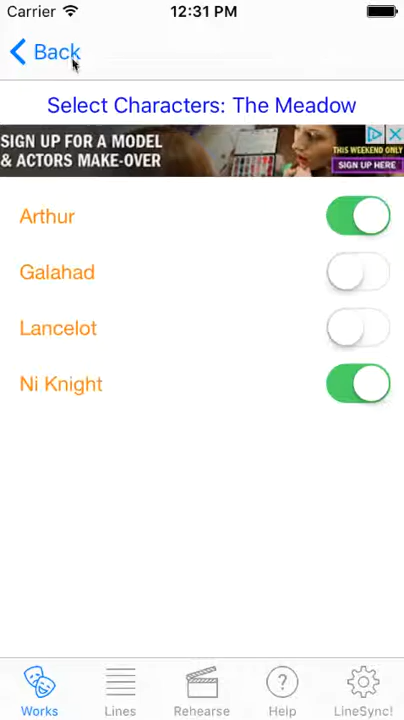 Carrier 12:31 PM
Back
Select Characters: The Meadow
SIGN UP FOR A MODEL
& ACTORS MAKE-OVER
THIS WEEKEND ONLY
SIGN UP HERE
Arthur
Galahad
Lancelot
Ni Knight
Works Lines Rehearse Help LineSync!